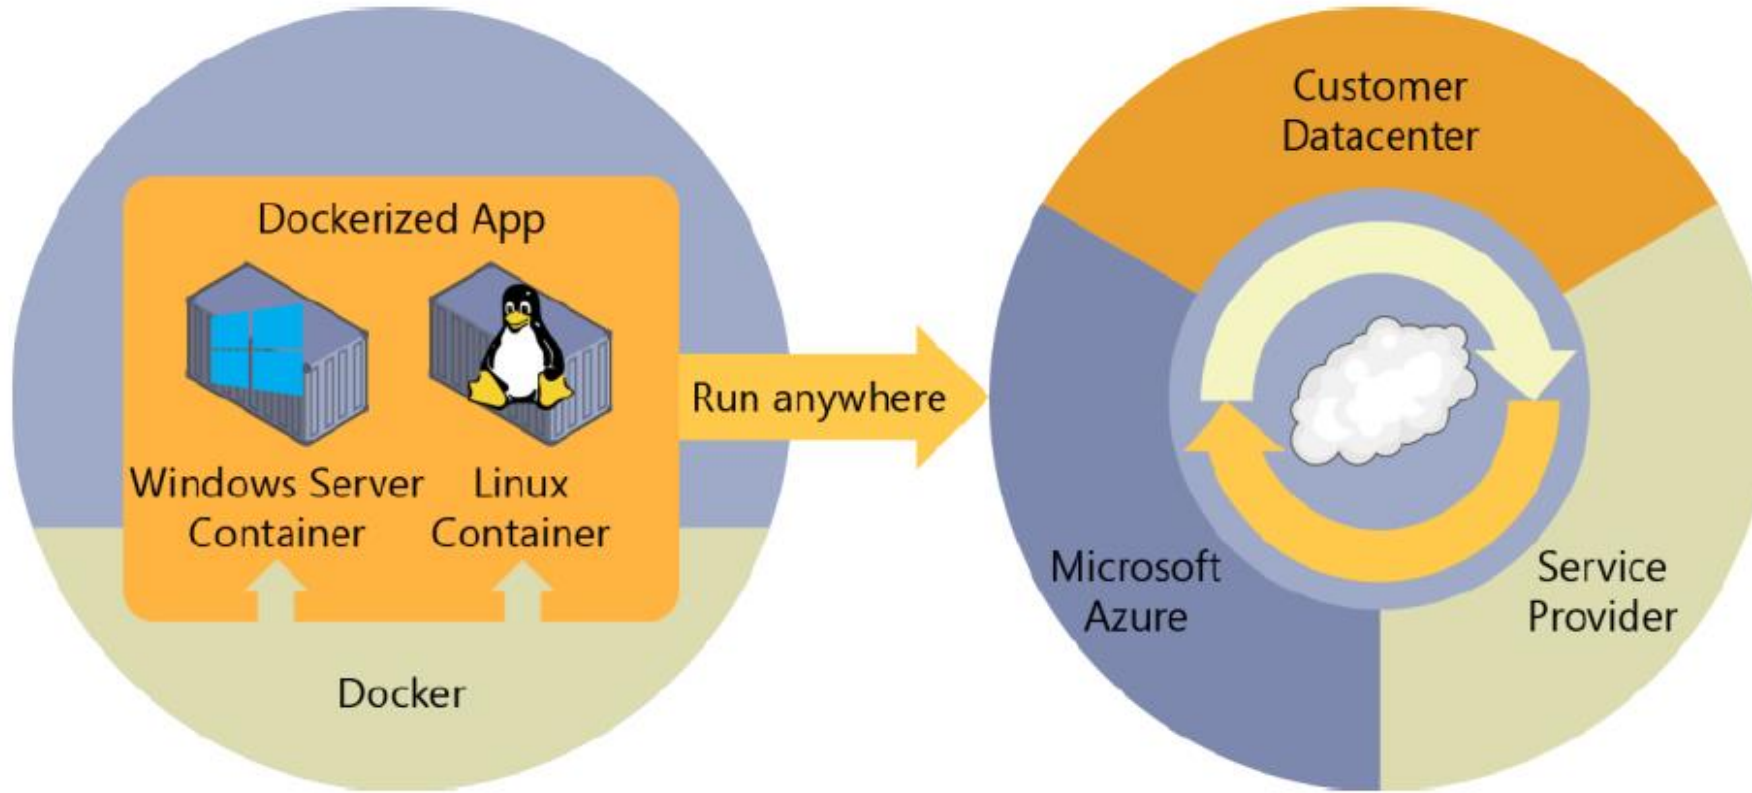 Dockerized App
Windows Server
Container
Linux
Container
Docker
Run anywhere
Customer
Datacenter
Microsoft
Azure
Service
Provider